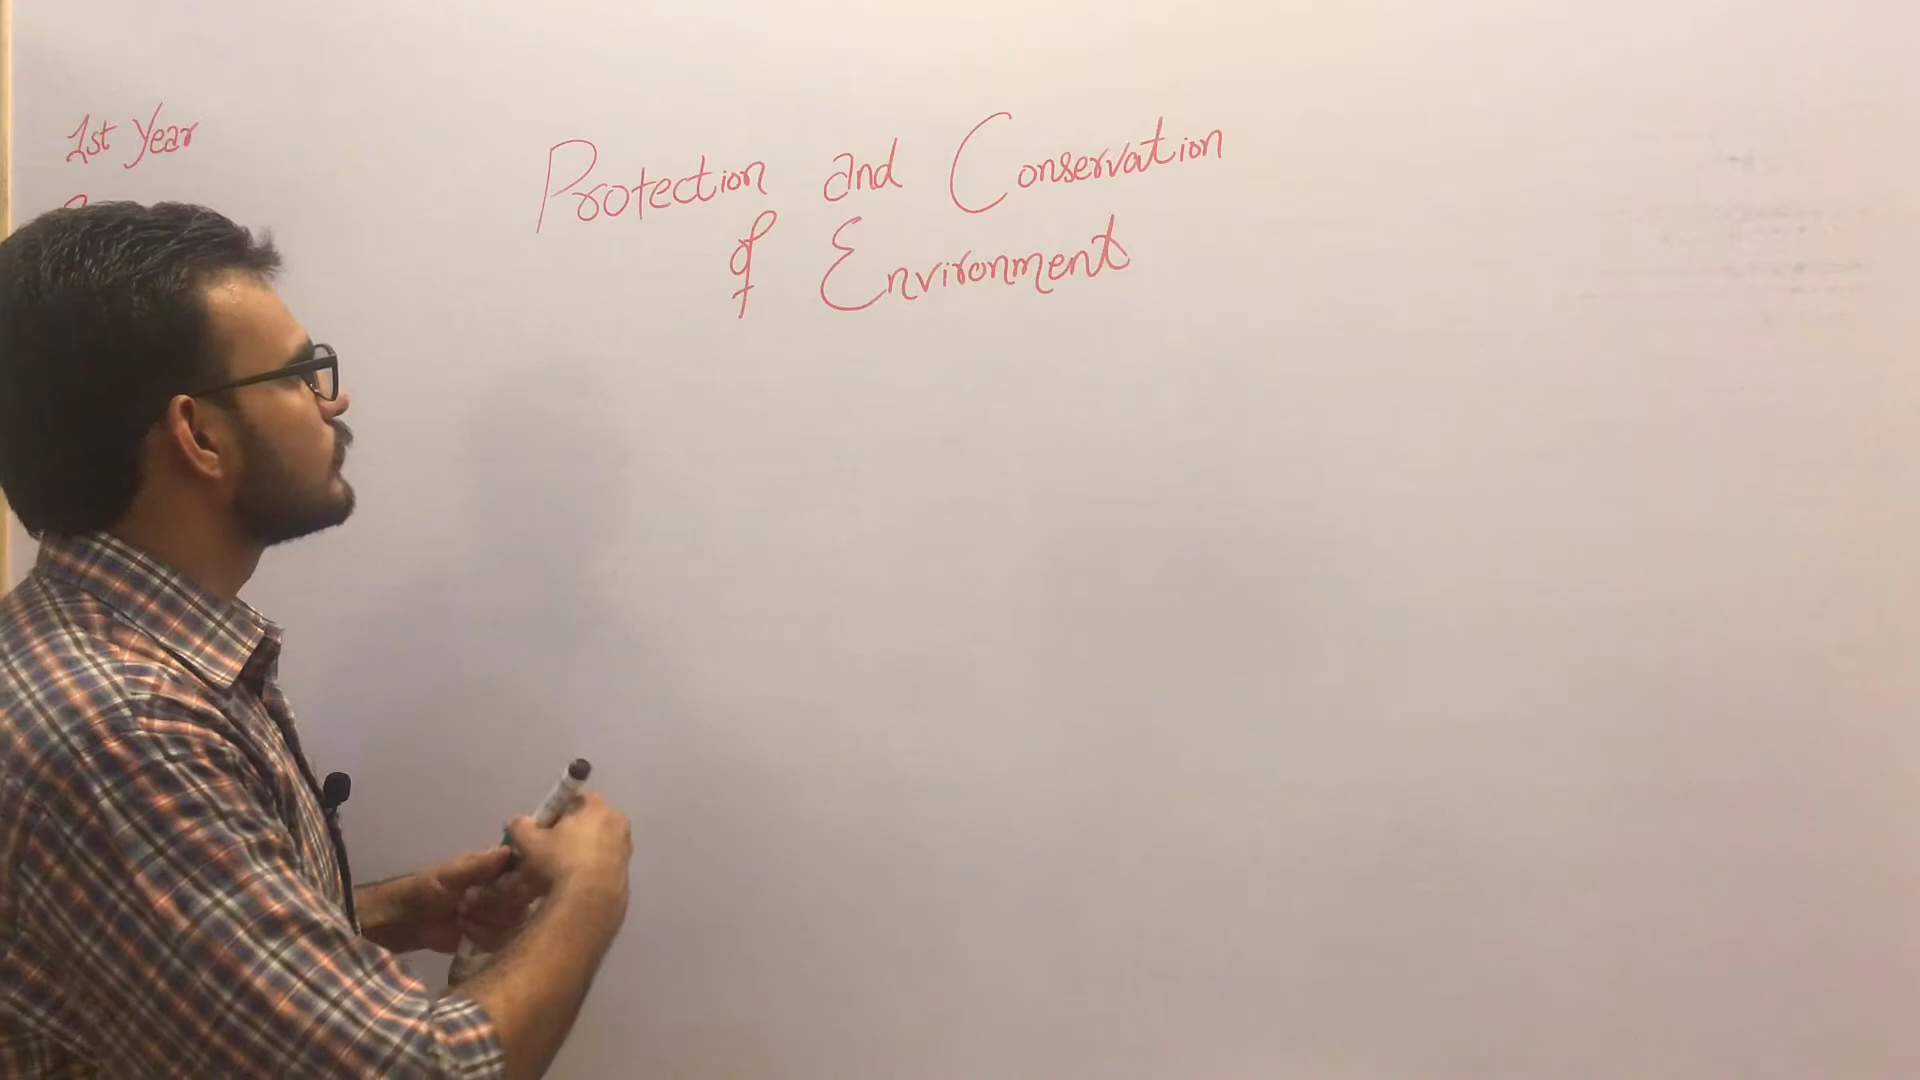 1st Year
Protection and Conservation
of Environment